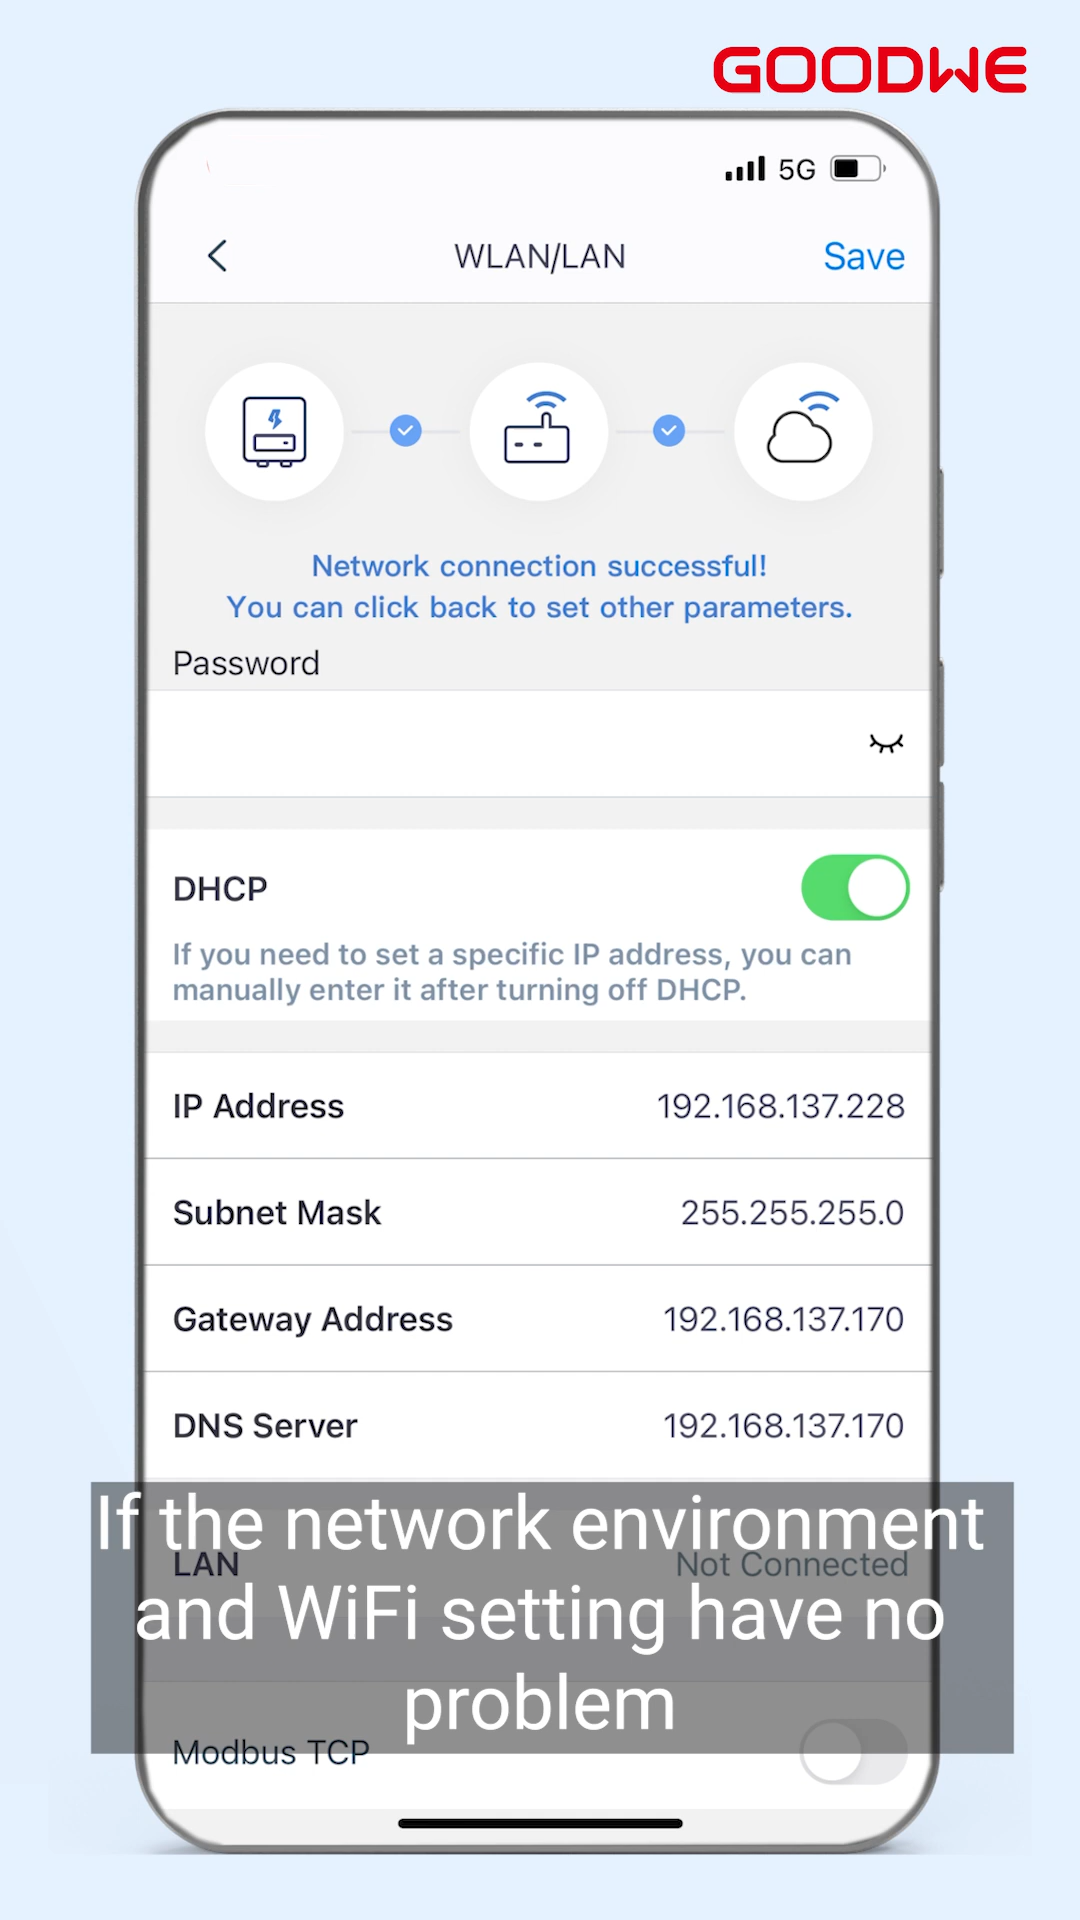 GOODWE
5G
WLAN/LAN
Save
Network connection successful!
You can click back to set other parameters.
Password
DHCP
If you need to set a specific IP address, you can
manually enter it after turning off DHCP.
IP Address 192.168.137.228
Subnet Mask 255.255.255.0
Gateway Address 192.168.137.170
DNS Server 192.168.137.170
LAN Not Connected
If the network environment
and WiFi setting have no
problem
Modbus TCP